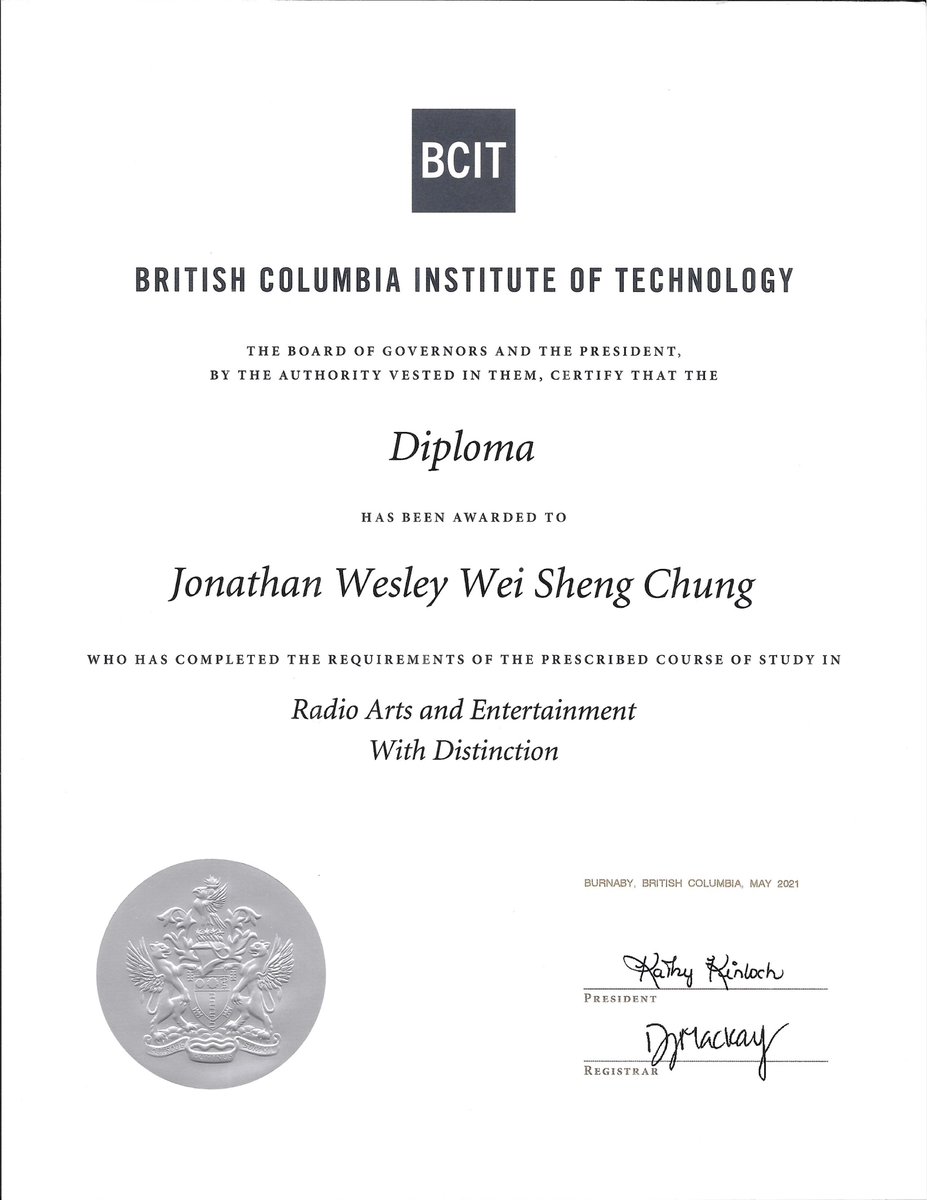 BCIT
BRITISH COLUMBIA INSTITUTE OF TECHNOLOGY
THE BOARD OF GOVERNORS AND THE PRESIDENT,
BY THE AUTHORITY VESTED IN THEM, CERTIFY THAT THE
Diploma
HAS BEEN AWARDED TO
Jonathan Wesley Wei Sheng Chung
WHO HAS COMPLETED THE REQUIREMENTS OF THE PRESCRIBED COURSE OF STUDY IN
Radio Arts and Entertainment
With Distinction
BURNABY, BRITISH COLUMBIA, MAY 2021
Kathy Kinloch
PRESIDENT
DJMackay
REGISTRAR